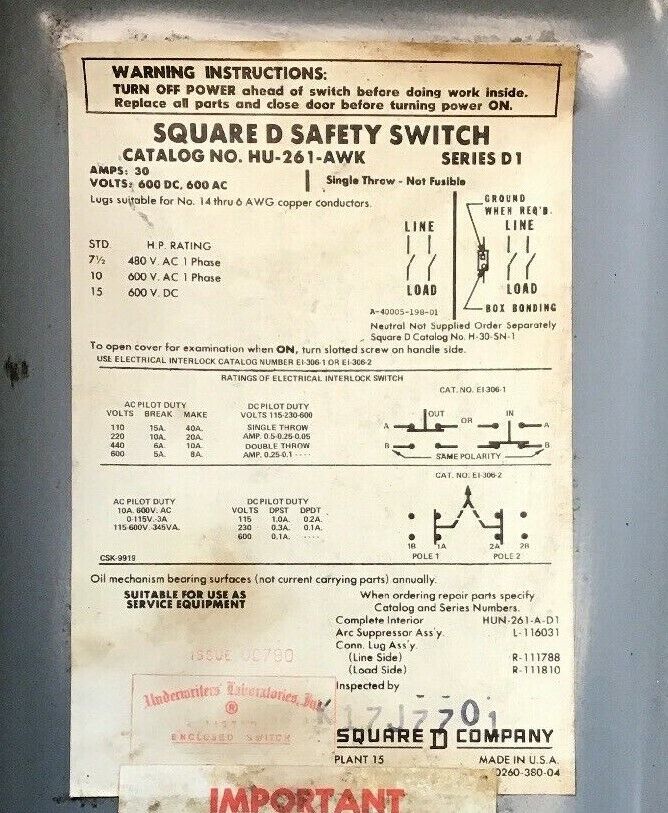 WARNING INSTRUCTIONS:
TURN OFF POWER ahead of switch before doing work inside.
Replace all parts and close door before turning power ON.
SQUARE D SAFETY SWITCH
CATALOG NO. HU-261-AWK SERIES D1
AMPS: 30
VOLTS: 600 DC, 600 AC
Single Throw - Not Fusible
Lugs suitable for No. 14 thru 6 AWG copper conductors.
STD. H.P. RATING
7½ 480 V. AC 1 Phase
10 600 V. AC 1 Phase
15 600 V. DC
GROUND
WHEN REQ'D.
LINE LINE
LOAD LOAD
A-40005-198-01 BOX BONDING
Neutral Not Supplied Order Separately
Square D Catalog No. H-30-SN-1
To open cover for examination when ON, turn slotted screw on handle side.
USE ELECTRICAL INTERLOCK CATALOG NUMBER EI-306-1 OR EI-306-2
RATINGS OF ELECTRICAL INTERLOCK SWITCH
CAT. NO. EI-306-1
AC PILOT DUTY DC PILOT DUTY
VOLTS BREAK MAKE VOLTS 115-230-600
110 15A. 40A. SINGLE THROW
220 10A. 20A. AMP. 0.5-0.25-0.05
440 6A. 10A. DOUBLE THROW
600 5A. 8A. AMP. 0.25-0.1 ----
OUT OR IN
A A
B B
SAME POLARITY
CAT. NO. EI-306-2
AC PILOT DUTY DC PILOT DUTY
10A. 600V. AC VOLTS DPST DPDT
0-115V.-3A 115 1.0A. 0.2A.
115-600V.-345VA. 230 0.3A. 0.1A.
600 0.1A. ----
1B 1A 2A 2B
POLE 1 POLE 2
CSK-9919
Oil mechanism bearing surfaces (not current carrying parts) annually.
SUITABLE FOR USE AS
SERVICE EQUIPMENT
When ordering repair parts specify
Catalog and Series Numbers.
Complete Interior HUN-261-A-D1
Arc Suppressor Ass'y. L-116031
Conn. Lug Ass'y.
(Line Side) R-111788
(Load Side) R-111810
Inspected by
ISSUE
Underwriters' Laboratories, Inc.
®
ENCLOSED SWITCH
SQUARE D COMPANY
PLANT 15 MADE IN U.S.A.
0260-380-04
IMPORTANT